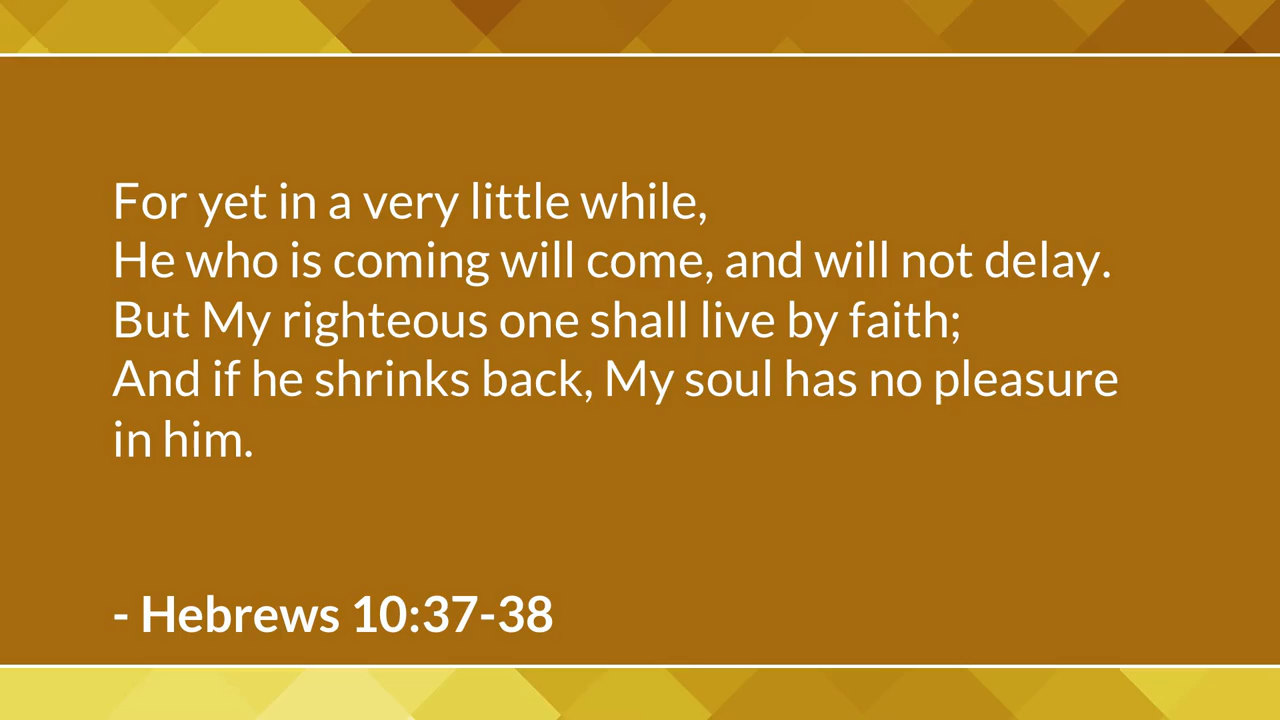 For yet in a very little while,
He who is coming will come, and will not delay.
But My righteous one shall live by faith;
And if he shrinks back, My soul has no pleasure
in him.
- Hebrews 10:37-38